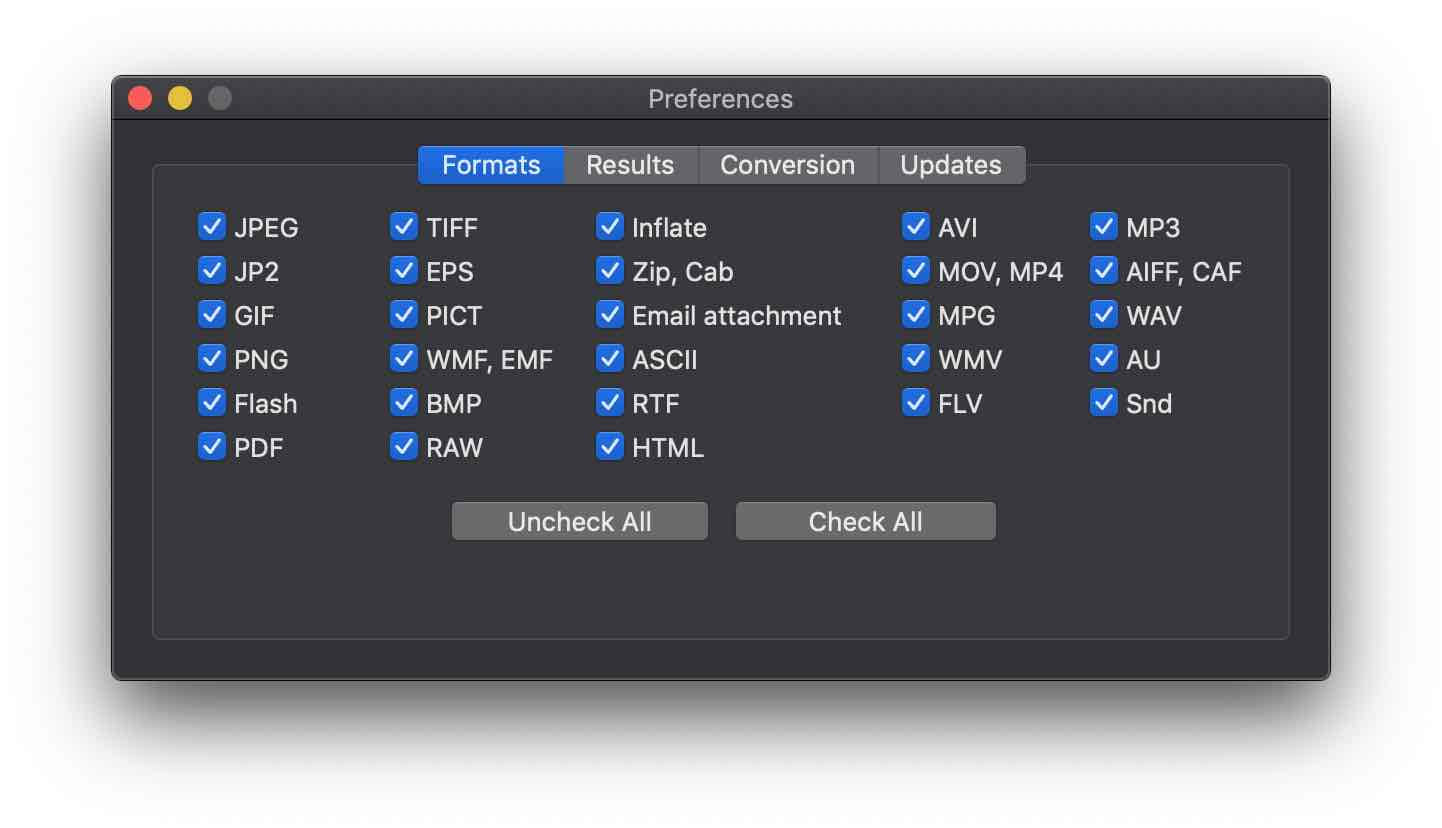 Preferences
Formats Results Conversion Updates
JPEG TIFF Inflate AVI MP3
JP2 EPS Zip, Cab MOV, MP4 AIFF, CAF
GIF PICT Email attachment MPG WAV
PNG WMF, EMF ASCII WMV AU
Flash BMP RTF FLV Snd
PDF RAW HTML
Uncheck All Check All